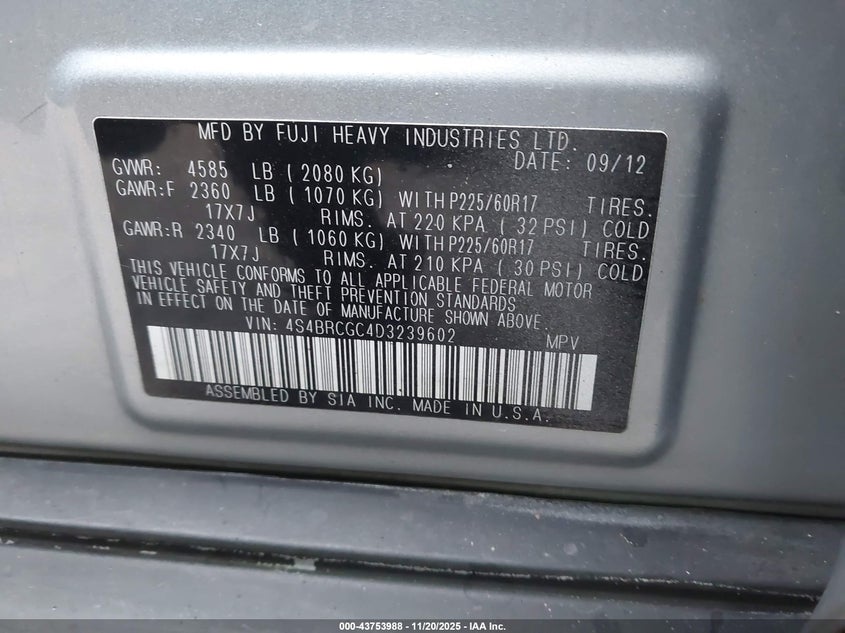 MFD BY FUJI HEAVY INDUSTRIES LTD.
DATE: 09/12
GVWR: 4585 LB ( 2080 KG)
GAWR:F 2360 LB ( 1070 KG) WITH P225/60R17 TIRES.
17X7J RIMS. AT 220 KPA ( 32 PSI) COLD
GAWR:R 2340 LB ( 1060 KG) WITH P225/60R17 TIRES.
17X7J RIMS. AT 210 KPA ( 30 PSI) COLD
THIS VEHICLE CONFORMS TO ALL APPLICABLE FEDERAL MOTOR
VEHICLE SAFETY AND THEFT PREVENTION STANDARDS
IN EFFECT ON THE DATE OF MANUFACTURE SHOWN ABOVE.
VIN: 4S4BRCGC4D3239602 MPV
ASSEMBLED BY SIA INC. MADE IN U.S.A.
000-43753988 - 11/20/2025 - IAA Inc.